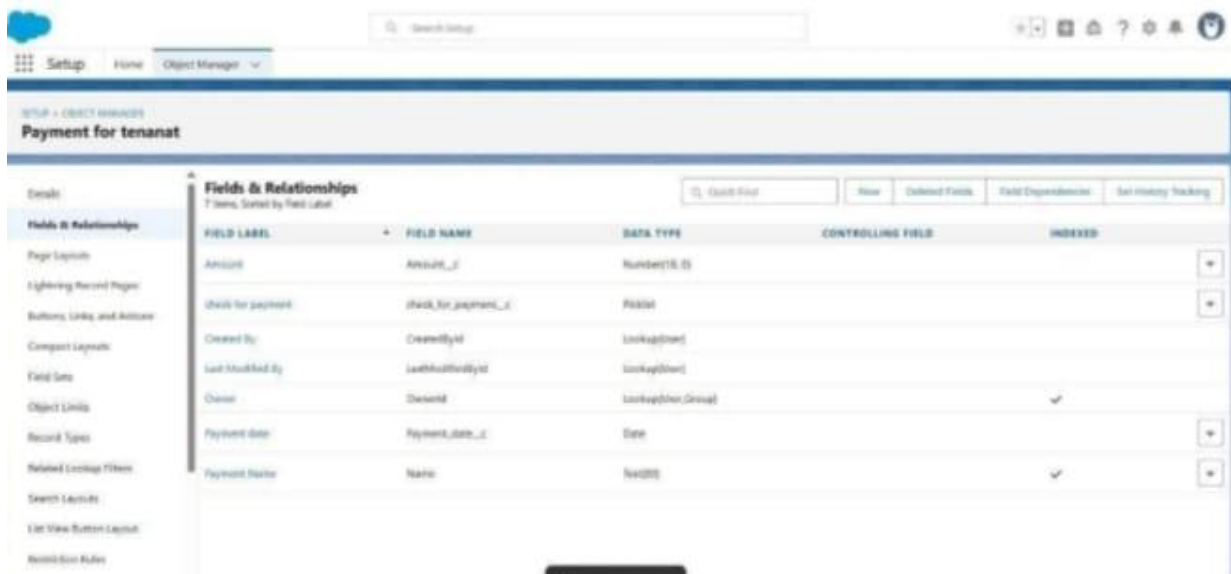 Search Setup
Setup Home Object Manager
SETUP > OBJECT MANAGER
Payment for tenanat
Details
Fields & Relationships
Page Layouts
Lightning Record Pages
Buttons, Links, and Actions
Compact Layouts
Field Sets
Object Limits
Record Types
Related Lookup Filters
Search Layouts
List View Button Layout
Restriction Rules
Fields & Relationships
7 Items, Sorted by Field Label
Quick Find
New
Deleted Fields
Field Dependencies
Set History Tracking
FIELD LABEL FIELD NAME DATA TYPE CONTROLLING FIELD INDEXED
Amount Amount__c Number(18, 0)
check for payment check_for_payment__c Picklist
Created By CreatedById Lookup(User)
Last Modified By LastModifiedById Lookup(User)
Owner OwnerId Lookup(User,Group)
Payment date Payment_date__c Date
Payment Name Name Text(80)